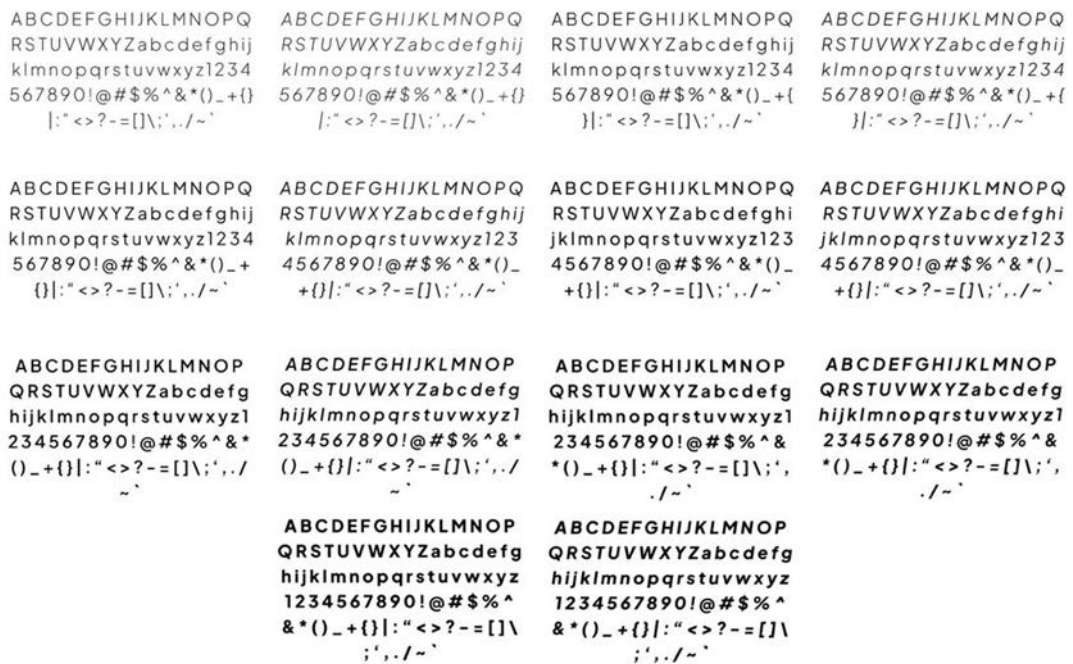 ABCDEFGHIJKLMNOPQ
RSTUVWXYZabcdefghij
klmnopqrstuvwxyz1234
567890!@#$%^&*()_+{}
|:“<>?-=[]\;‘,./~`
ABCDEFGHIJKLMNOPQ
RSTUVWXYZabcdefghij
klmnopqrstuvwxyz1234
567890!@#$%^&*()_+{}
|:“<>?-=[]\;‘,./~`
ABCDEFGHIJKLMNOPQ
RSTUVWXYZabcdefghij
klmnopqrstuvwxyz1234
567890!@#$%^&*()_+{
}|:“<>?-=[]\;‘,./~`
ABCDEFGHIJKLMNOPQ
RSTUVWXYZabcdefghij
klmnopqrstuvwxyz1234
567890!@#$%^&*()_+{
}|:“<>?-=[]\;‘,./~`
ABCDEFGHIJKLMNOPQ
RSTUVWXYZabcdefghij
klmnopqrstuvwxyz1234
567890!@#$%^&*()_+
{}|:“<>?-=[]\;‘,./~`
ABCDEFGHIJKLMNOPQ
RSTUVWXYZabcdefghij
klmnopqrstuvwxyz123
4567890!@#$%^&*()_
+{}|:“<>?-=[]\;‘,./~`
ABCDEFGHIJKLMNOPQ
RSTUVWXYZabcdefghi
jklmnopqrstuvwxyz123
4567890!@#$%^&*()_
+{}|:“<>?-=[]\;‘,./~`
ABCDEFGHIJKLMNOPQ
RSTUVWXYZabcdefghi
jklmnopqrstuvwxyz123
4567890!@#$%^&*()_
+{}|:“<>?-=[]\;‘,./~`
ABCDEFGHIJKLMNOP
QRSTUVWXYZabcdefg
hijklmnopqrstuvwxyz1
234567890!@#$%^&*
()_+{}|:“<>?-=[]\;‘,./
~`
ABCDEFGHIJKLMNOP
QRSTUVWXYZabcdefg
hijklmnopqrstuvwxyz1
234567890!@#$%^&*
()_+{}|:“<>?-=[]\;‘,./
~`
ABCDEFGHIJKLMNOP
QRSTUVWXYZabcdefg
hijklmnopqrstuvwxyz1
234567890!@#$%^&
*()_+{}|:“<>?-=[]\;‘,
./~`
ABCDEFGHIJKLMNOP
QRSTUVWXYZabcdefg
hijklmnopqrstuvwxyz1
234567890!@#$%^&
*()_+{}|:“<>?-=[]\;‘,
./~`
ABCDEFGHIJKLMNOP
QRSTUVWXYZabcdefg
hijklmnopqrstuvwxyz
1234567890!@#$%^
&*()_+{}|:“<>?-=[]\
;‘,./~`
ABCDEFGHIJKLMNOP
QRSTUVWXYZabcdefg
hijklmnopqrstuvwxyz
1234567890!@#$%^
&*()_+{}|:“<>?-=[]\
;‘,./~`